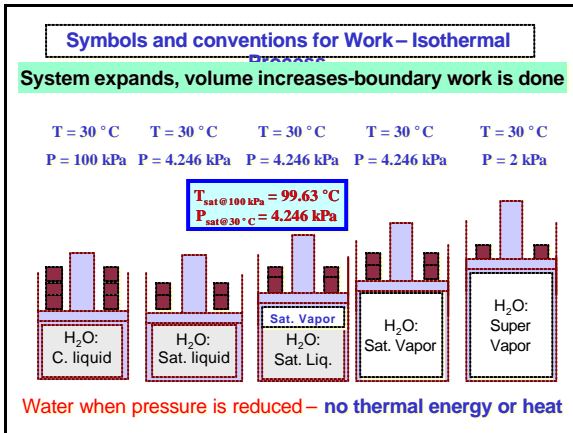 Symbols and conventions for Work – Isothermal
Process
System expands, volume increases-boundary work is done
T = 30 °C T = 30 °C T = 30 °C T = 30 °C T = 30 °C
P = 100 kPa P = 4.246 kPa P = 4.246 kPa P = 4.246 kPa P = 2 kPa
Tsat@100 kPa = 99.63 °C
Psat@30 °C = 4.246 kPa
H2O:
C. liquid
H2O:
Sat. liquid
Sat. Vapor
H2O:
Sat. Liq.
H2O:
Sat. Vapor
H2O:
Super
Vapor
Water when pressure is reduced – no thermal energy or heat